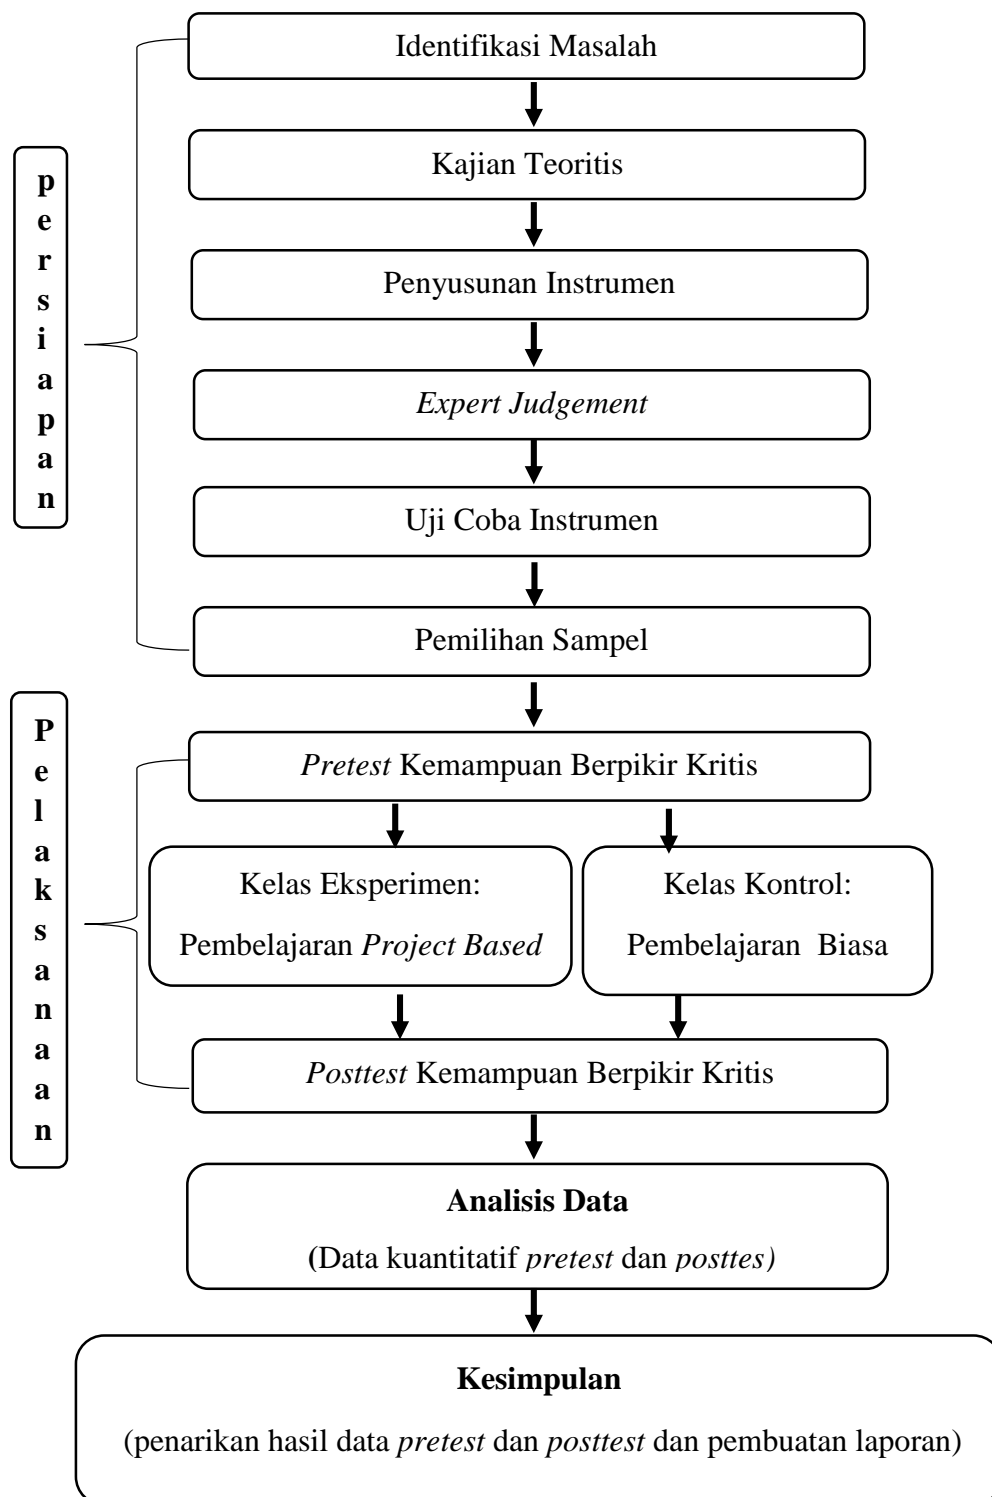 Identifikasi Masalah
Kajian Teoritis
persiapan
Penyusunan Instrumen
Expert Judgement
Uji Coba Instrumen
Pemilihan Sampel
Pelaksanaan
Pretest Kemampuan Berpikir Kritis
Kelas Eksperimen:
Pembelajaran Project Based
Kelas Kontrol:
Pembelajaran Biasa
Posttest Kemampuan Berpikir Kritis
Analisis Data
(Data kuantitatif pretest dan posttes)
Kesimpulan
(penarikan hasil data pretest dan posttest dan pembuatan laporan)